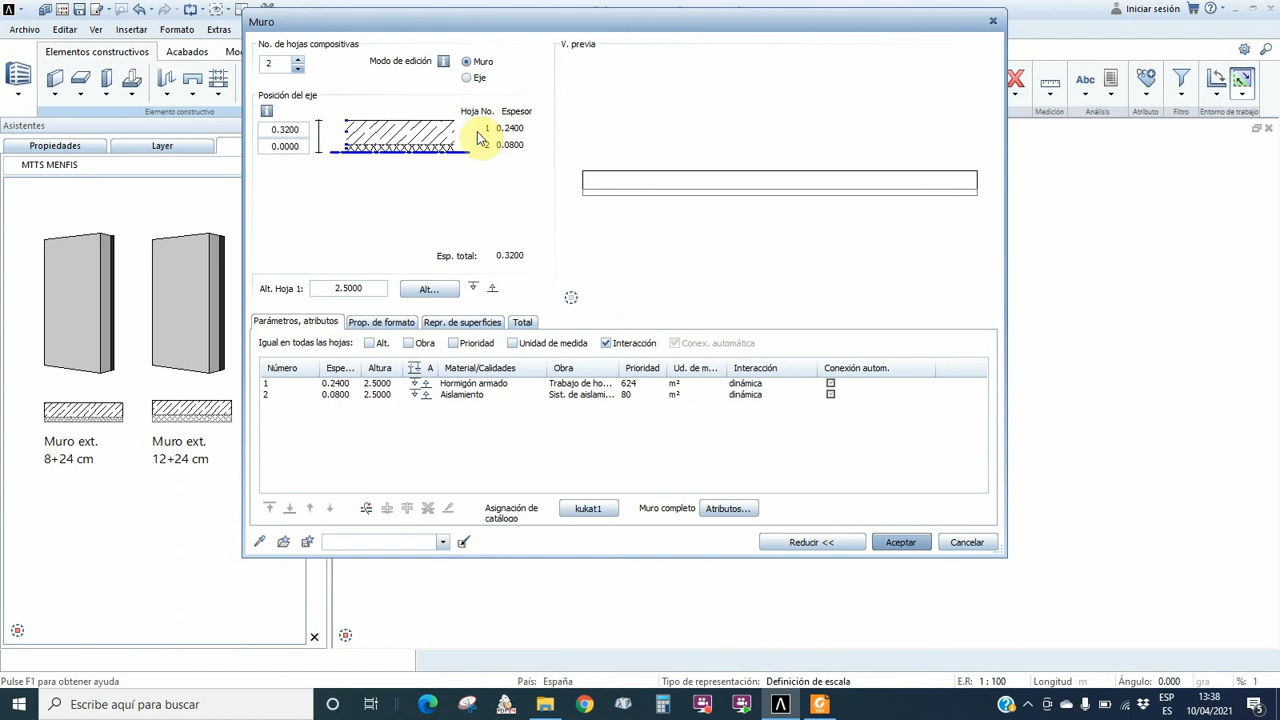 Iniciar sesión
Archivo Editar Ver Insertar Formato Extras
Muro
Elementos constructivo Acabados
Elemento constructivo
Abc
Medición Análisis Atributo Filtro Entorno de trabajo
Asistentes
Propiedades Layer
MTTS MENFIS
Muro ext.
8+24 cm
Muro ext.
12+24 cm
No. de hojas compositivas
2
Modo de edición
Muro
Eje
Posición del eje
0.3200
0.0000
Hoja No. Espesor
1 0.2400
2 0.0800
Esp. total: 0.3200
V. previa
Alt. Hoja 1: 2.5000 Alt...
Parámetros, atributos Prop. de formato Repr. de superficies Total
Igual en todas las hojas: Alt. Obra Prioridad Unidad de medida Interacción Conex. automática
Número Espe... Altura A Material/Calidades Obra Prioridad Ud. de m... Interacción Conexión autom.
1 0.2400 2.5000 Hormigón armado Trabajo de ho... 624 m² dinámica
2 0.0800 2.5000 Aislamiento Sist. de aislami... 80 m² dinámica
Asignación de catálogo kukat1 Muro completo Atributos...
Reducir << Aceptar Cancelar
Pulse F1 para obtener ayuda País: España Tipo de representación: Definición de escala E.R: 1 : 100 Longitud m Ángulo: 0.000 gra %: 1
Escribe aquí para buscar
ESP
ES
13:38
10/04/2021
5